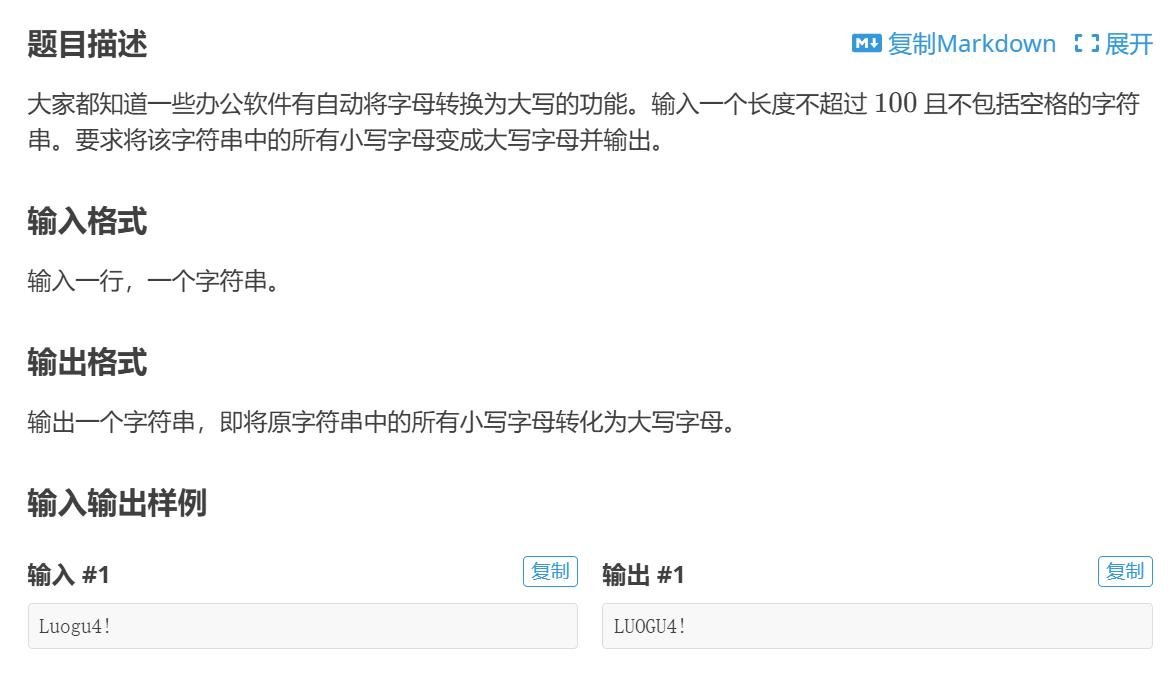 题目描述
复制Markdown 展开
大家都知道一些办公软件有自动将字母转换为大写的功能。输入一个长度不超过 100 且不包括空格的字符
串。要求将该字符串中的所有小写字母变成大写字母并输出。
输入格式
输入一行，一个字符串。
输出格式
输出一个字符串，即将原字符串中的所有小写字母转化为大写字母。
输入输出样例
输入 #1 复制
输出 #1 复制
Luogu4!
LUOGU4!